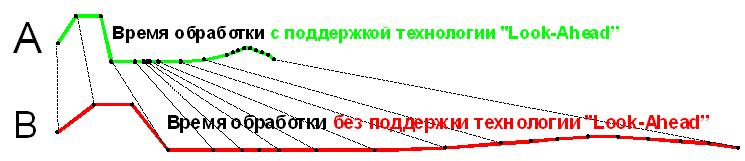 A Время обработки с поддержкой технологии "Look-Ahead"
B Время обработки без поддержки технологии "Look-Ahead"